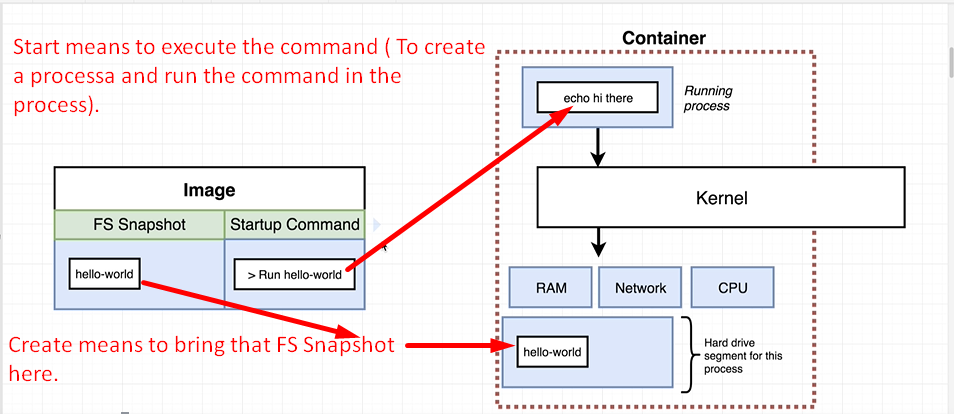 Start means to execute the command ( To create
a processa and run the command in the
process).
Container
echo hi there
Running
process
Image
FS Snapshot
Startup Command
hello-world
> Run hello-world
Kernel
RAM
Network
CPU
Create means to bring that FS Snapshot
here.
hello-world
Hard drive
segment for this
process